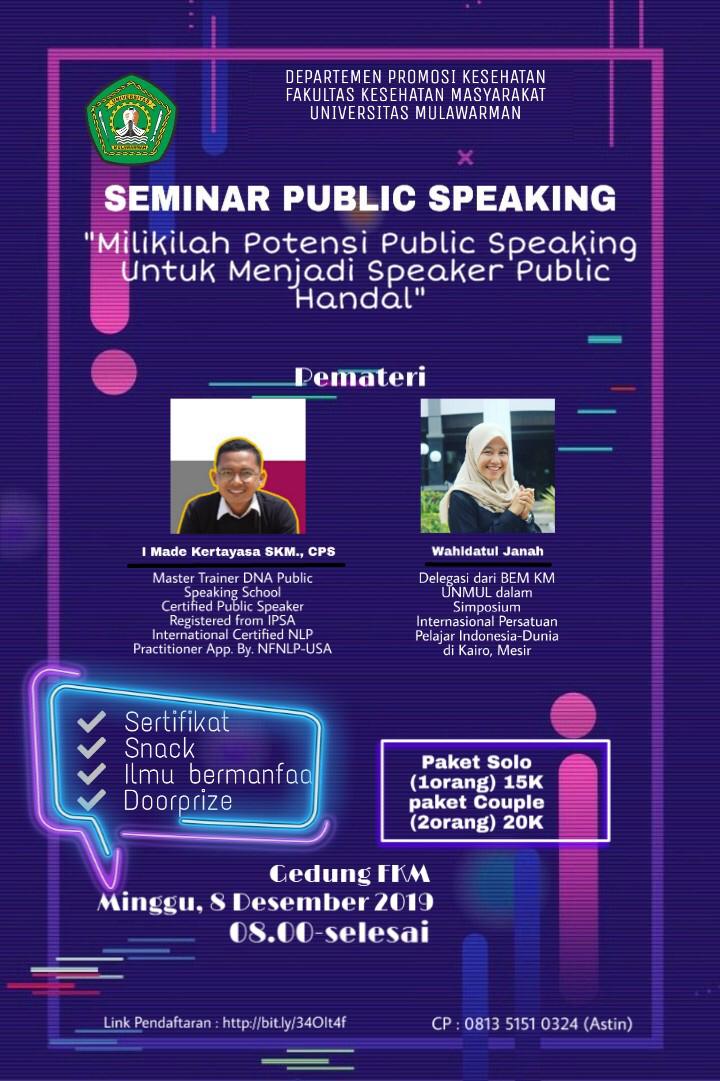 DEPARTEMEN PROMOSI KESEHATAN
FAKULTAS KESEHATAN MASYARAKAT
UNIVERSITAS MULAWARMAN
UNIVERSITAS
MULAWARMAN
SEMINAR PUBLIC SPEAKING
"Milikilah Potensi Public Speaking
Untuk Menjadi Speaker Public
Handal"
Pemateri
I Made Kertayasa SKM., CPS
Master Trainer DNA Public
Speaking School
Certified Public Speaker
Registered from IPSA
International Certified NLP
Practitioner App. By. NFNLP-USA
Wahidatul Janah
Delegasi dari BEM KM
UNMUL dalam
Simposium
Internasional Persatuan
Pelajar Indonesia-Dunia
di Kairo, Mesir
Sertifikat
Snack
Ilmu bermanfaa
Doorprize
Paket Solo
(1orang) 15K
paket Couple
(2orang) 20K
Gedung FKM
Minggu, 8 Desember 2019
08.00-selesai
Link Pendaftaran : http://bit.ly/34OIt4f
CP : 0813 5151 0324 (Astin)